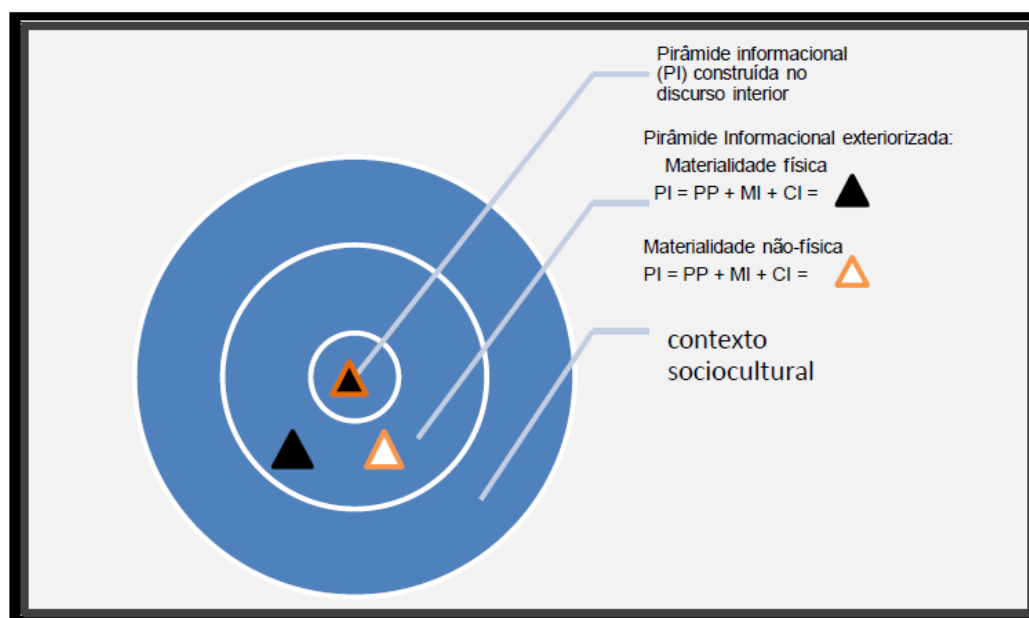 Pirâmide informacional
(PI) construída no
discurso interior
Pirâmide Informacional exteriorizada:
Materialidade física
PI = PP + MI + CI =
Materialidade não-física
PI = PP + MI + CI =
contexto
sociocultural